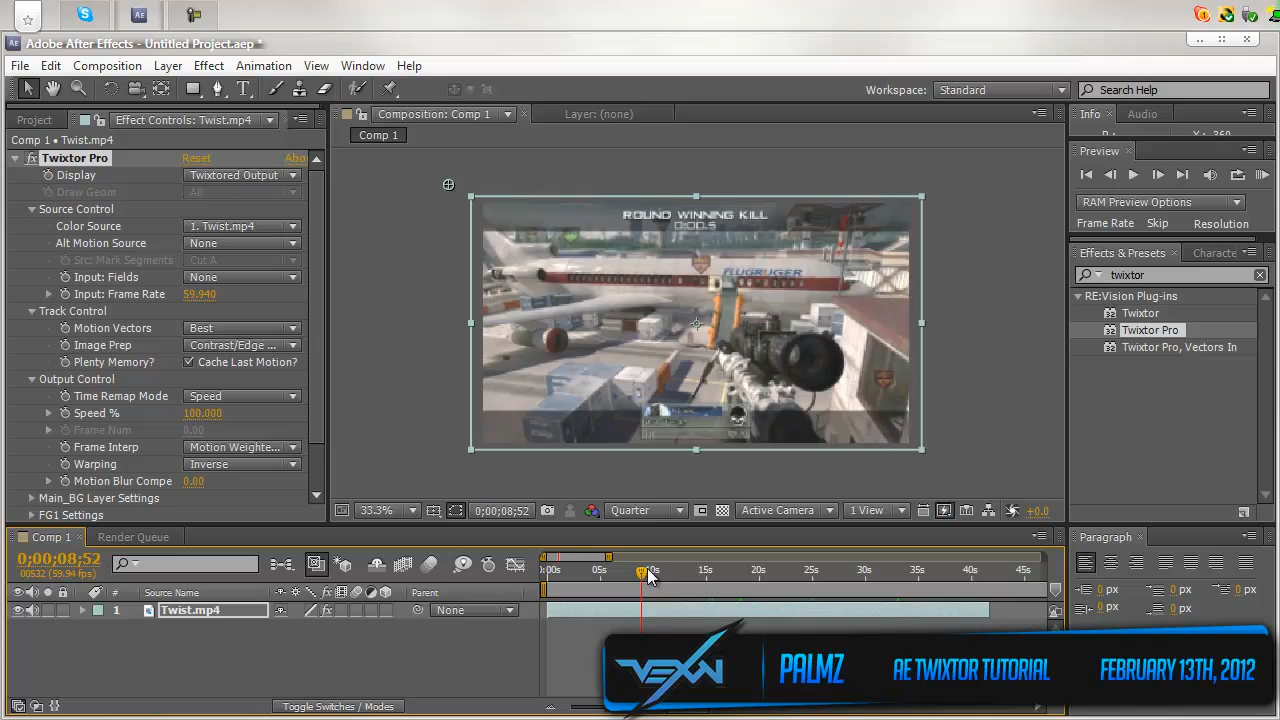 Adobe After Effects - Untitled Project.aep *
File Edit Composition Layer Effect Animation View Window Help
Workspace: Standard Search Help
Project Effect Controls: Twist.mp4
Comp 1 • Twist.mp4
fx Twixtor Pro Reset Abo
Display Twixtored Output
Draw Geom All
Source Control
Color Source 1. Twist.mp4
Alt Motion Source None
Src: Mark Segments Cut A
Input: Fields None
Input: Frame Rate 59.940
Track Control
Motion Vectors Best
Image Prep Contrast/Edge ...
Plenty Memory? Cache Last Motion?
Output Control
Time Remap Mode Speed
Speed % 100.000
Frame Num 0.00
Frame Interp Motion Weighte...
Warping Inverse
Motion Blur Compe 0.00
Main_BG Layer Settings
FG1 Settings
Composition: Comp 1 Layer: (none)
Comp 1
ROUND WINNING KILL
0:00.5
FLUGRUGER
33.3% 0;00;08;52 Quarter Active Camera 1 View +0.0
Info Audio
Preview
RAM Preview Options
Frame Rate Skip Resolution
Effects & Presets Characte
twixtor
RE:Vision Plug-ins
Twixtor
Twixtor Pro
Twixtor Pro, Vectors In
Comp 1 Render Queue
0;00;08;52
00532 (59.94 fps)
# Source Name Parent
1 Twist.mp4 None
0:00s 05s 10s 15s 20s 25s 30s 35s 40s 45s
Toggle Switches / Modes
Paragraph
0 px 0 px 0 px
0 px 0 px
VEXN PALMZ AE TWIXTOR TUTORIAL FEBRUARY 13TH, 2012